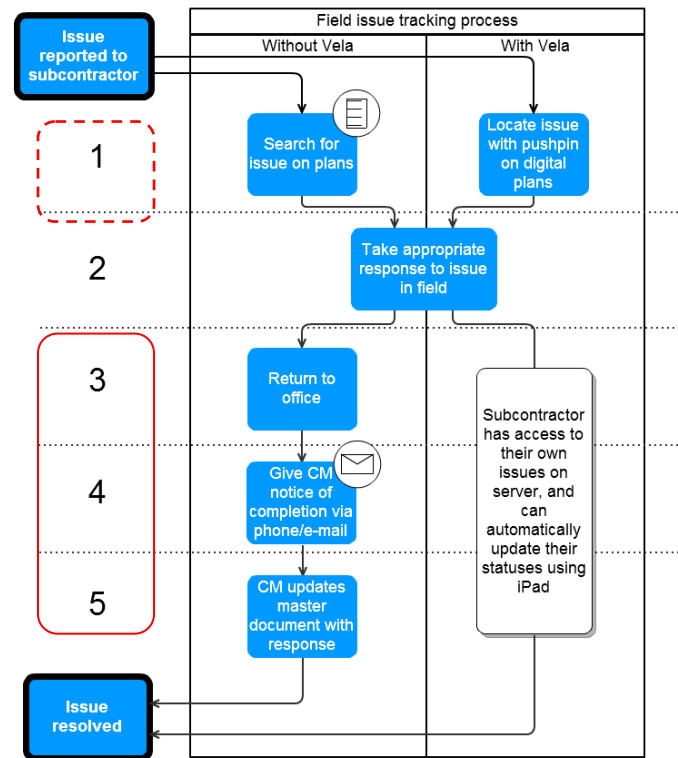 Field issue tracking process
Without Vela
With Vela
Issue
reported to
subcontractor
1
Search for
issue on plans
Locate issue
with pushpin
on digital
plans
2
Take appropriate
response to issue
in field
3
Return to
office
Subcontractor
has access to
their own
issues on
server, and
can
automatically
update their
statuses using
iPad
4
Give CM
notice of
completion via
phone/e-mail
5
CM updates
master
document with
response
Issue
resolved